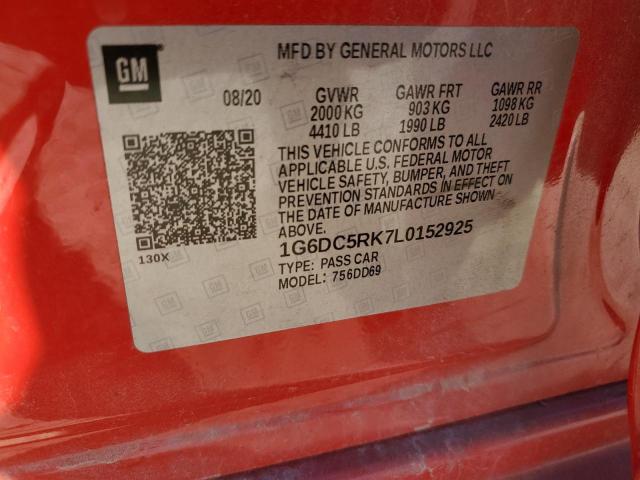 GM
MFD BY GENERAL MOTORS LLC
08/20
GVWR
2000 KG
4410 LB
GAWR FRT
903 KG
1990 LB
GAWR RR
1098 KG
2420 LB
THIS VEHICLE CONFORMS TO ALL
APPLICABLE U.S. FEDERAL MOTOR
VEHICLE SAFETY, BUMPER, AND THEFT
PREVENTION STANDARDS IN EFFECT ON
THE DATE OF MANUFACTURE SHOWN
ABOVE.
1G6DC5RK7L0152925
TYPE: PASS CAR
MODEL: 756DD69
130X